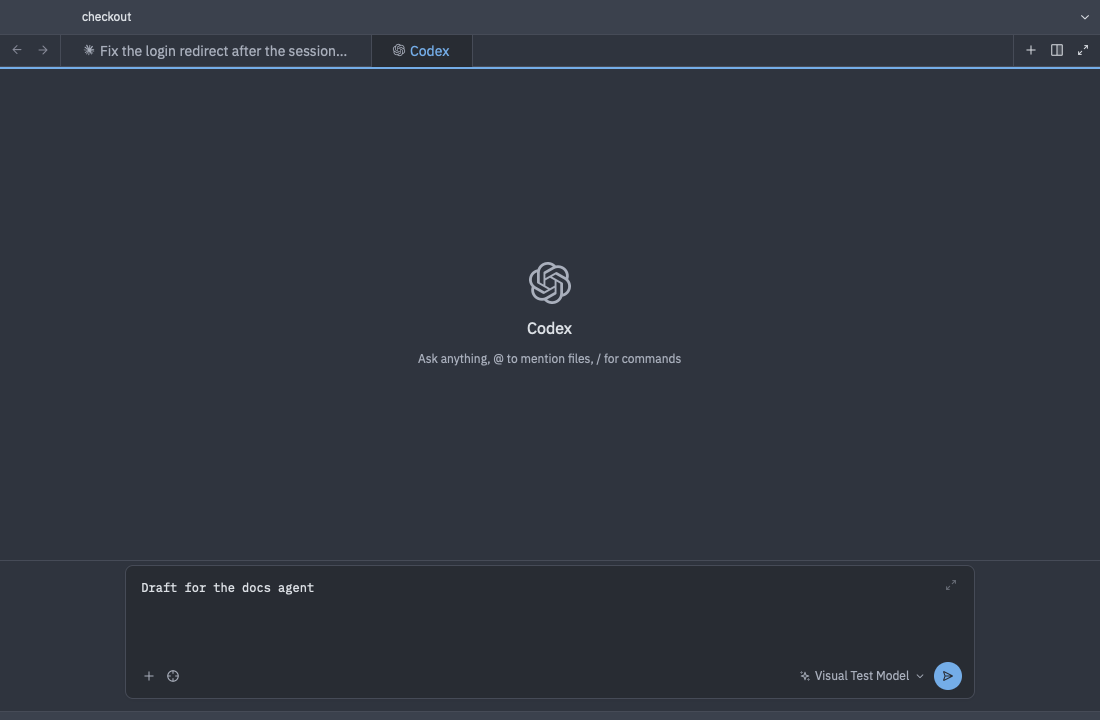 checkout
Fix the login redirect after the session...
Codex
Codex
Ask anything, @ to mention files, / for commands
Draft for the docs agent
Visual Test Model